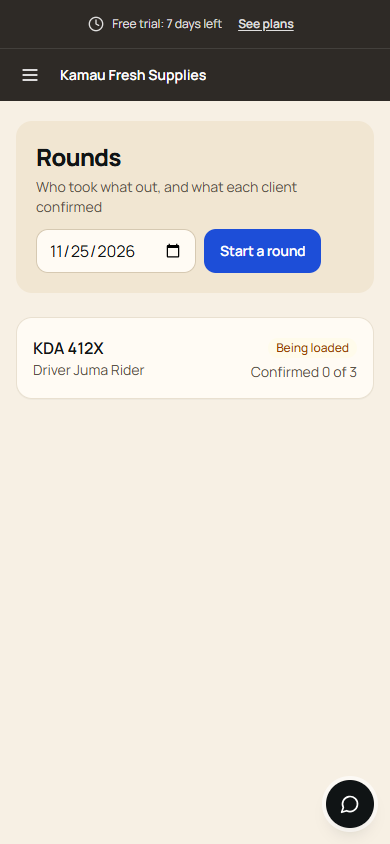 Free trial: 7 days left See plans
Kamau Fresh Supplies
Rounds
Who took what out, and what each client
confirmed
11/25/2026
Start a round
KDA 412X
Being loaded
Driver Juma Rider
Confirmed 0 of 3